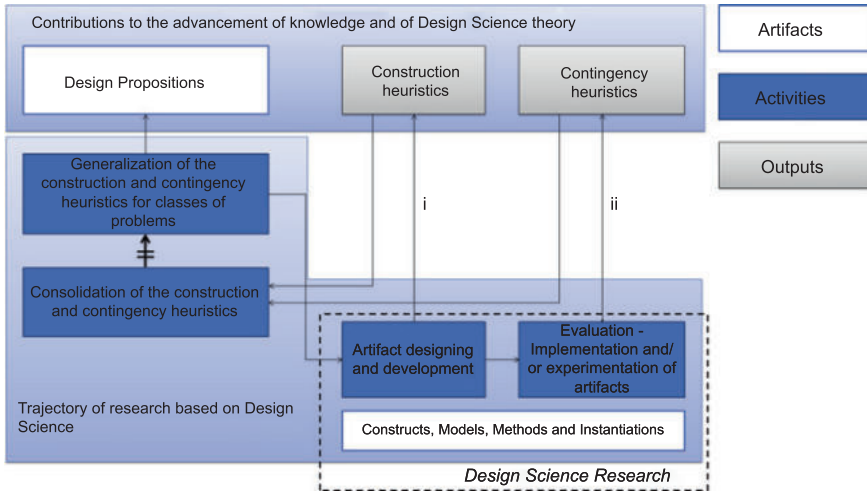 Contributions to the advancement of knowledge and of Design Science theory
Design Propositions
Construction
heuristics
Contingency
heuristics
Artifacts
Activities
Outputs
Generalization of the
construction and contingency
heuristics for classes of
problems
i
ii
Consolidation of the construction
and contingency heuristics
Artifact designing
and development
Evaluation -
Implementation and/
or experimentation of
artifacts
Trajectory of research based on Design
Science
Constructs, Models, Methods and Instantiations
Design Science Research